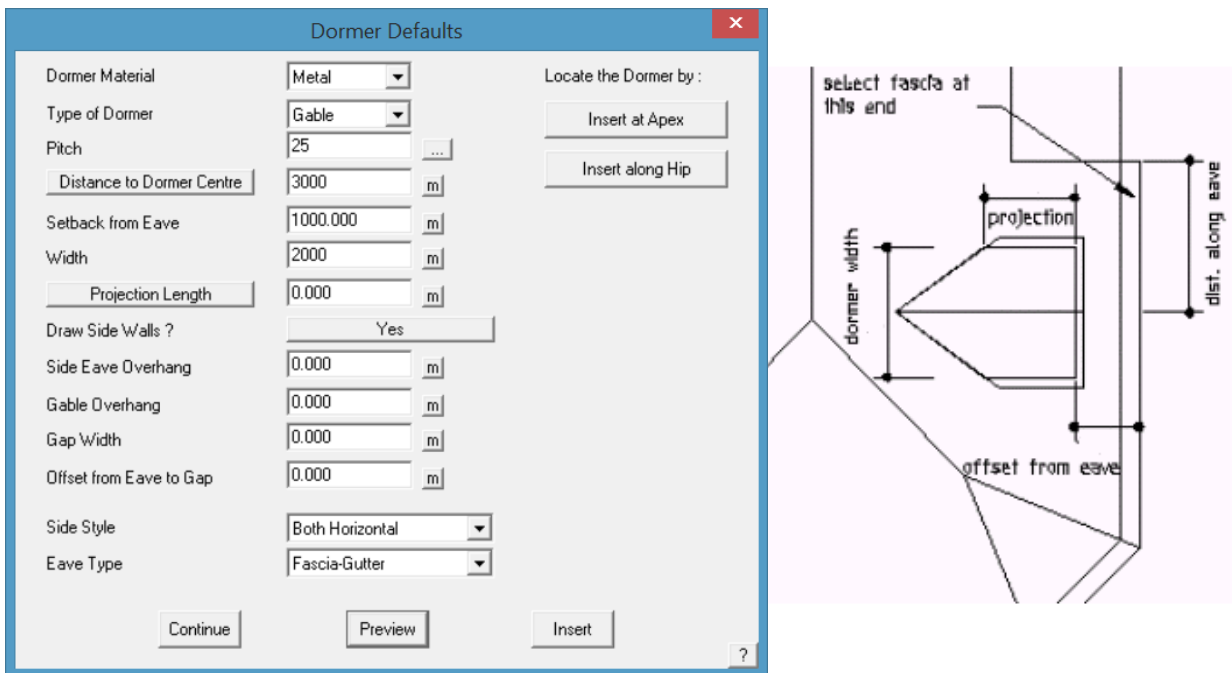 Dormer Defaults
Dormer Material Metal
Type of Dormer Gable
Pitch 25 ...
Distance to Dormer Centre 3000 m
Setback from Eave 1000.000 m
Width 2000 m
Projection Length 0.000 m
Draw Side Walls ? Yes
Side Eave Overhang 0.000 m
Gable Overhang 0.000 m
Gap Width 0.000 m
Offset from Eave to Gap 0.000 m
Side Style Both Horizontal
Eave Type Fascia-Gutter
Locate the Dormer by :
Insert at Apex
Insert along Hip
Continue Preview Insert
?
select fascia at
this end
projection
dormer width
dist. along eave
offset from eave